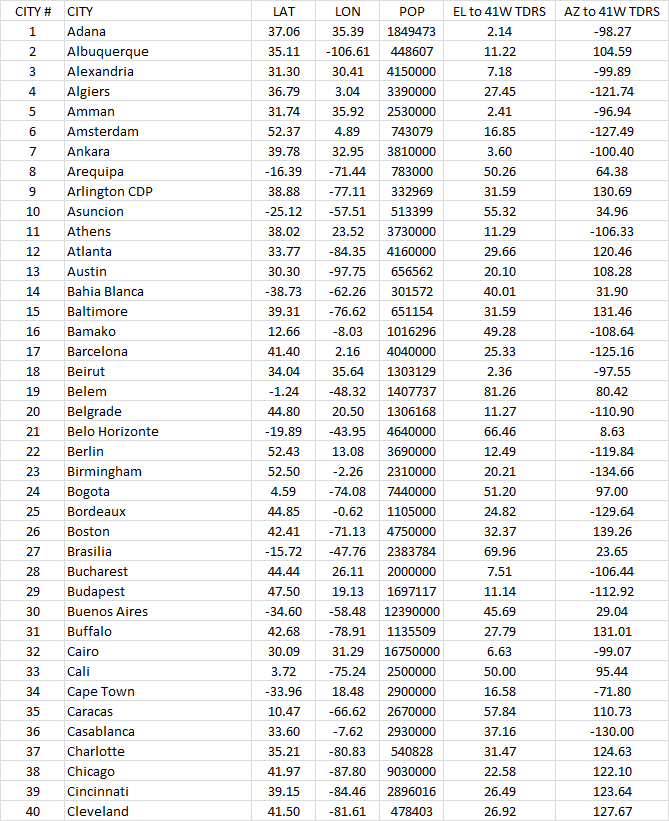 CITY # CITY LAT LON POP EL to 41W TDRS AZ to 41W TDRS
1 Adana 37.06 35.39 1849473 2.14 -98.27
2 Albuquerque 35.11 -106.61 448607 11.22 104.59
3 Alexandria 31.30 30.41 4150000 7.18 -99.89
4 Algiers 36.79 3.04 3390000 27.45 -121.74
5 Amman 31.74 35.92 2530000 2.41 -96.94
6 Amsterdam 52.37 4.89 743079 16.85 -127.49
7 Ankara 39.78 32.95 3810000 3.60 -100.40
8 Arequipa -16.39 -71.44 783000 50.26 64.38
9 Arlington CDP 38.88 -77.11 332969 31.59 130.69
10 Asuncion -25.12 -57.51 513399 55.32 34.96
11 Athens 38.02 23.52 3730000 11.29 -106.33
12 Atlanta 33.77 -84.35 4160000 29.66 120.46
13 Austin 30.30 -97.75 656562 20.10 108.28
14 Bahia Blanca -38.73 -62.26 301572 40.01 31.90
15 Baltimore 39.31 -76.62 651154 31.59 131.46
16 Bamako 12.66 -8.03 1016296 49.28 -108.64
17 Barcelona 41.40 2.16 4040000 25.33 -125.16
18 Beirut 34.04 35.64 1303129 2.36 -97.55
19 Belem -1.24 -48.32 1407737 81.26 80.42
20 Belgrade 44.80 20.50 1306168 11.27 -110.90
21 Belo Horizonte -19.89 -43.95 4640000 66.46 8.63
22 Berlin 52.43 13.08 3690000 12.49 -119.84
23 Birmingham 52.50 -2.26 2310000 20.21 -134.66
24 Bogota 4.59 -74.08 7440000 51.20 97.00
25 Bordeaux 44.85 -0.62 1105000 24.82 -129.64
26 Boston 42.41 -71.13 4750000 32.37 139.26
27 Brasilia -15.72 -47.76 2383784 69.96 23.65
28 Bucharest 44.44 26.11 2000000 7.51 -106.44
29 Budapest 47.50 19.13 1697117 11.14 -112.92
30 Buenos Aires -34.60 -58.48 12390000 45.69 29.04
31 Buffalo 42.68 -78.91 1135509 27.79 131.01
32 Cairo 30.09 31.29 16750000 6.63 -99.07
33 Cali 3.72 -75.24 2500000 50.00 95.44
34 Cape Town -33.96 18.48 2900000 16.58 -71.80
35 Caracas 10.47 -66.62 2670000 57.84 110.73
36 Casablanca 33.60 -7.62 2930000 37.16 -130.00
37 Charlotte 35.21 -80.83 540828 31.47 124.63
38 Chicago 41.97 -87.80 9030000 22.58 122.10
39 Cincinnati 39.15 -84.46 2896016 26.49 123.64
40 Cleveland 41.50 -81.61 478403 26.92 127.67